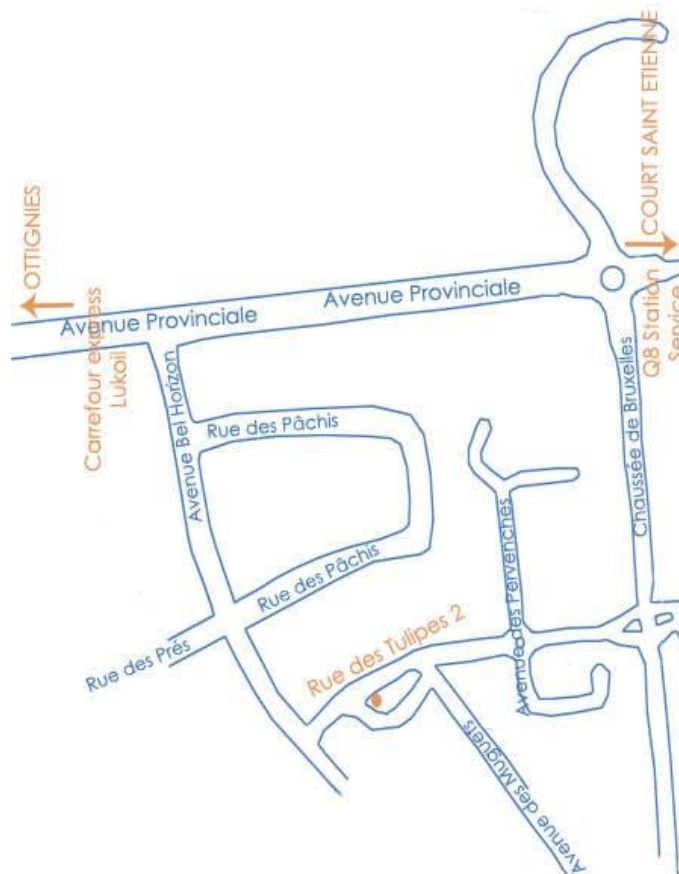 COURT SAINT ETIENNE
OTTIGNIES
Avenue Provinciale
Avenue Provinciale
Carrefour express
Lukoil
Q8 Station
Service
Avenue Bel Horizon
Rue des Pâchis
Chaussée de Bruxelles
Avenue des Pervenches
Rue des Pâchis
Rue des Prés
Rue des Tulipes 2
Avenue des Muguets